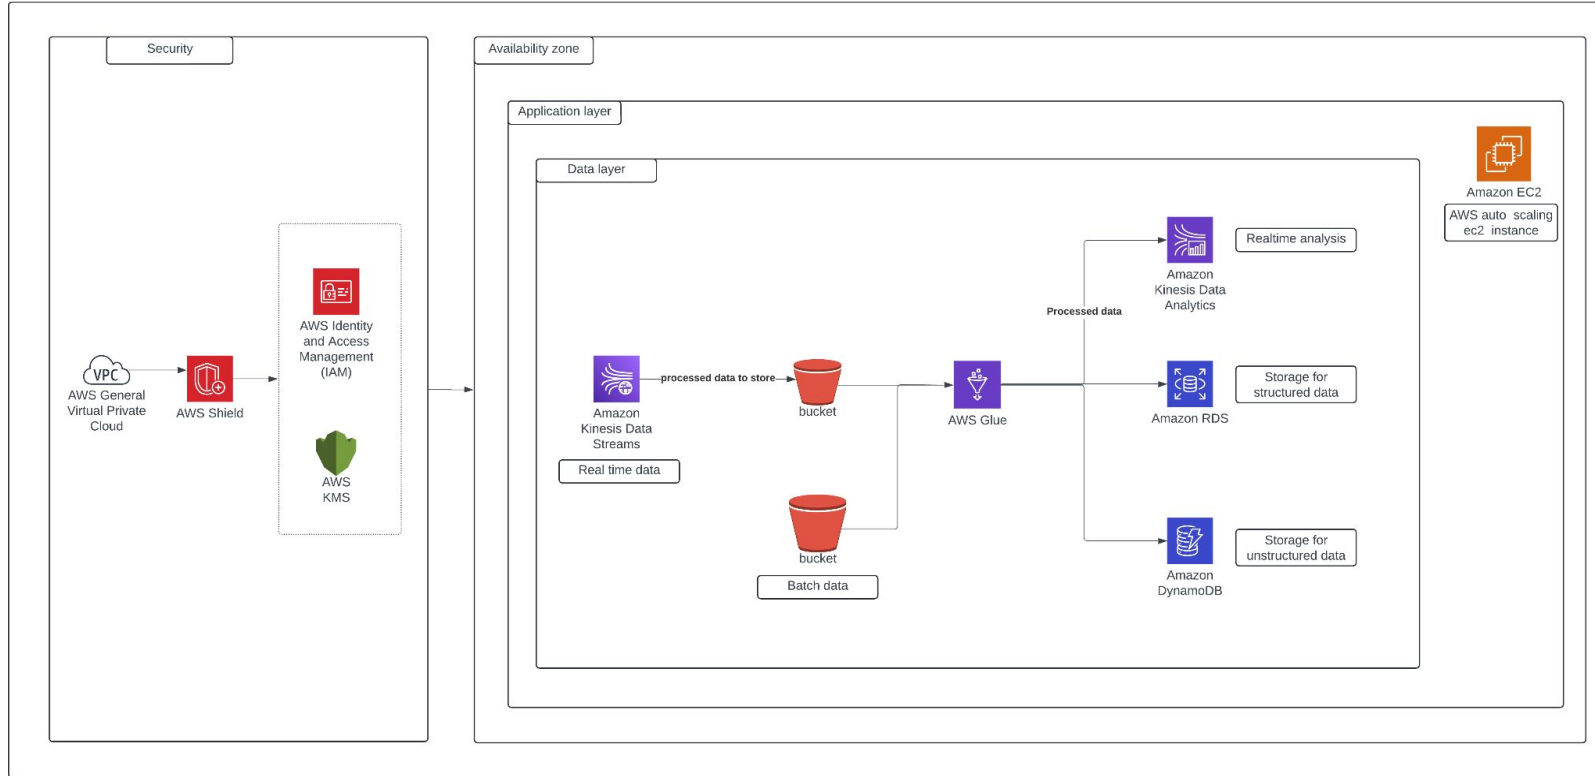 Security
VPC
AWS General
Virtual Private
Cloud
AWS Shield
AWS Identity
and Access
Management
(IAM)
AWS
KMS
Availability zone
Application layer
Data layer
Amazon EC2
AWS auto scaling
ec2 instance
Amazon
Kinesis Data
Streams
Real time data
processed data to store
bucket
bucket
Batch data
AWS Glue
Processed data
Amazon
Kinesis Data
Analytics
Realtime analysis
Amazon RDS
Storage for
structured data
Amazon
DynamoDB
Storage for
unstructured data